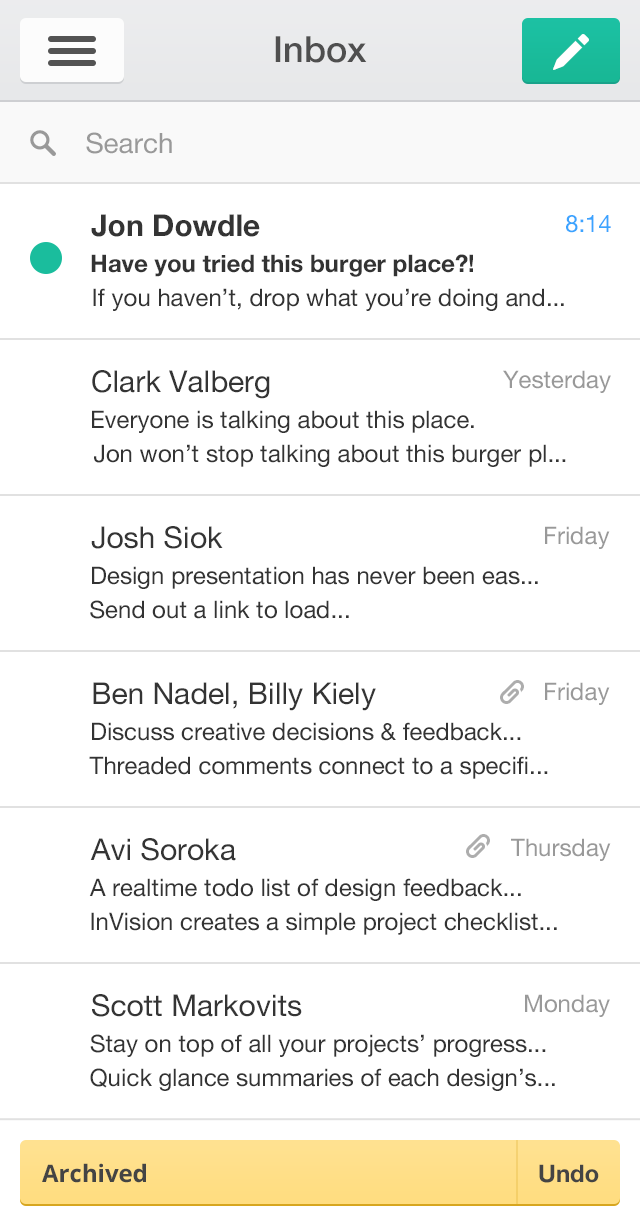 Inbox
Search
Jon Dowdle 8:14
Have you tried this burger place?!
If you haven’t, drop what you’re doing and...
Clark Valberg Yesterday
Everyone is talking about this place.
Jon won’t stop talking about this burger pl...
Josh Siok Friday
Design presentation has never been eas...
Send out a link to load...
Ben Nadel, Billy Kiely Friday
Discuss creative decisions & feedback...
Threaded comments connect to a specifi...
Avi Soroka Thursday
A realtime todo list of design feedback...
InVision creates a simple project checklist...
Scott Markovits Monday
Stay on top of all your projects’ progress...
Quick glance summaries of each design’s...
Archived Undo